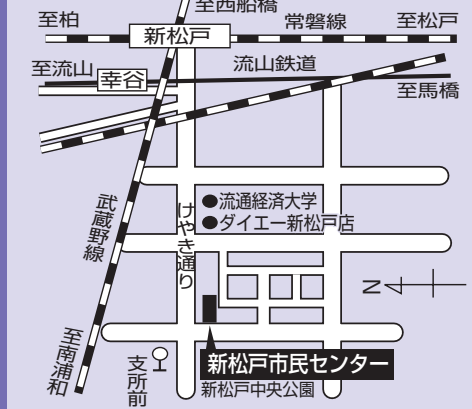 至西船橋
至柏
常磐線
至松戸
新松戸
至流山
流山鉄道
幸谷
至馬橋
武蔵野線
けやき通り
●流通経済大学
●ダイエー新松戸店
N
至南浦和
支所前
新松戸市民センター
新松戸中央公園